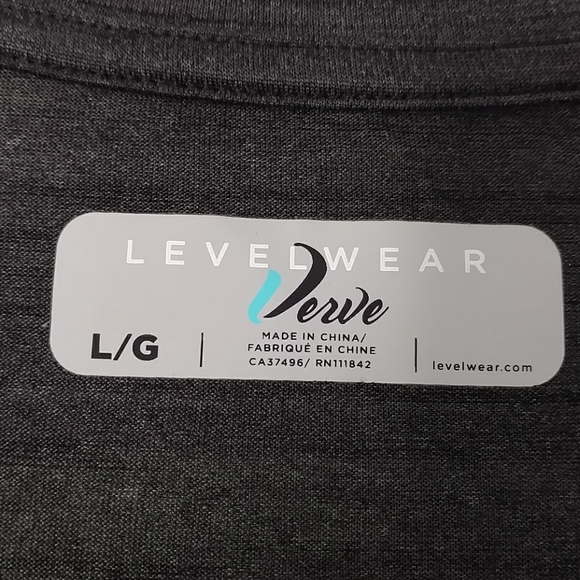 LEVELWEAR
Verve
L/G
MADE IN CHINA/
FABRIQUÉ EN CHINE
CA37496/ RN111842
levelwear.com